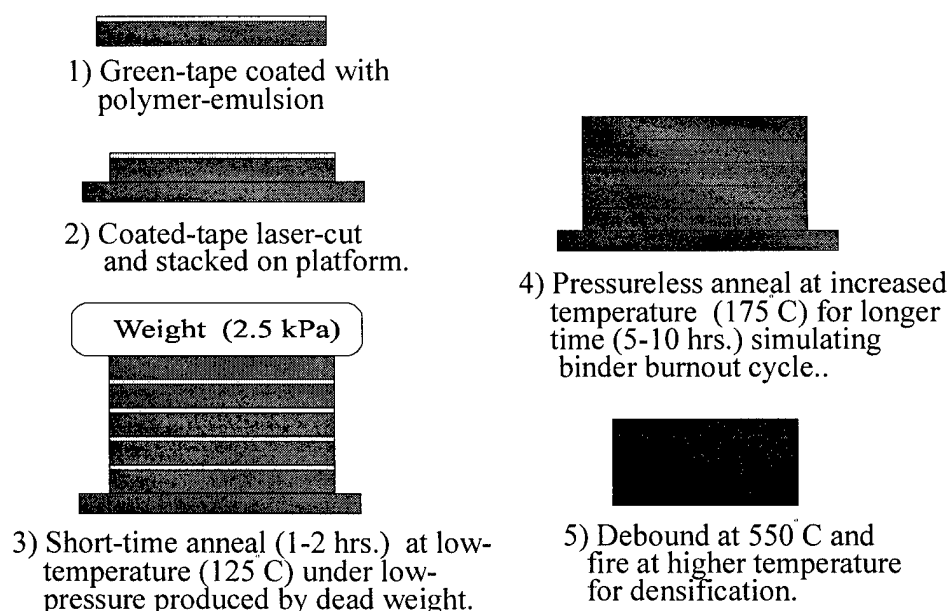 1) Green-tape coated with
polymer-emulsion
2) Coated-tape laser-cut
and stacked on platform.
Weight (2.5 kPa)
3) Short-time anneal (1-2 hrs.) at low-
temperature (125°C) under low-
pressure produced by dead weight.
4) Pressureless anneal at increased
temperature (175°C) for longer
time (5-10 hrs.) simulating
binder burnout cycle..
5) Debound at 550°C and
fire at higher temperature
for densification.